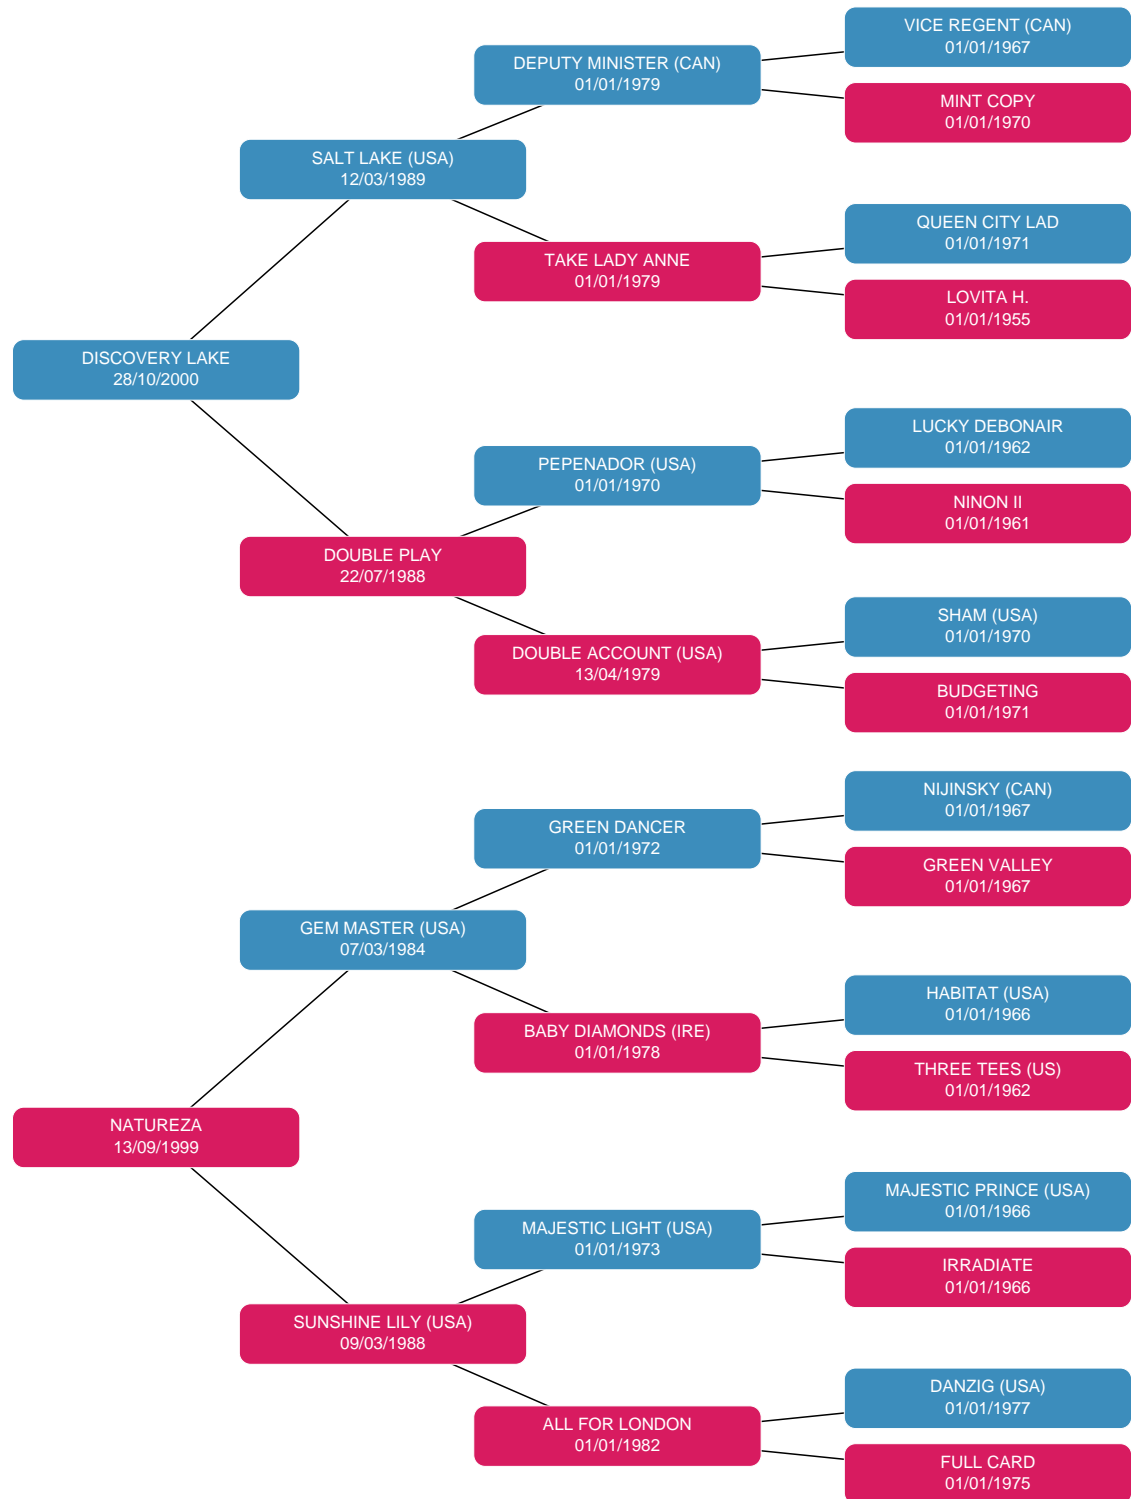 VICE REGENT (CAN)
01/01/1967
DEPUTY MINISTER (CAN)
01/01/1979
MINT COPY
01/01/1970
SALT LAKE (USA)
12/03/1989
QUEEN CITY LAD
01/01/1971
TAKE LADY ANNE
01/01/1979
LOVITA H.
01/01/1955
DISCOVERY LAKE
28/10/2000
LUCKY DEBONAIR
01/01/1962
PEPENADOR (USA)
01/01/1970
NINON II
01/01/1961
DOUBLE PLAY
22/07/1988
SHAM (USA)
01/01/1970
DOUBLE ACCOUNT (USA)
13/04/1979
BUDGETING
01/01/1971
NIJINSKY (CAN)
01/01/1967
GREEN DANCER
01/01/1972
GREEN VALLEY
01/01/1967
GEM MASTER (USA)
07/03/1984
HABITAT (USA)
01/01/1966
BABY DIAMONDS (IRE)
01/01/1978
THREE TEES (US)
01/01/1962
NATUREZA
13/09/1999
MAJESTIC PRINCE (USA)
01/01/1966
MAJESTIC LIGHT (USA)
01/01/1973
IRRADIATE
01/01/1966
SUNSHINE LILY (USA)
09/03/1988
DANZIG (USA)
01/01/1977
ALL FOR LONDON
01/01/1982
FULL CARD
01/01/1975